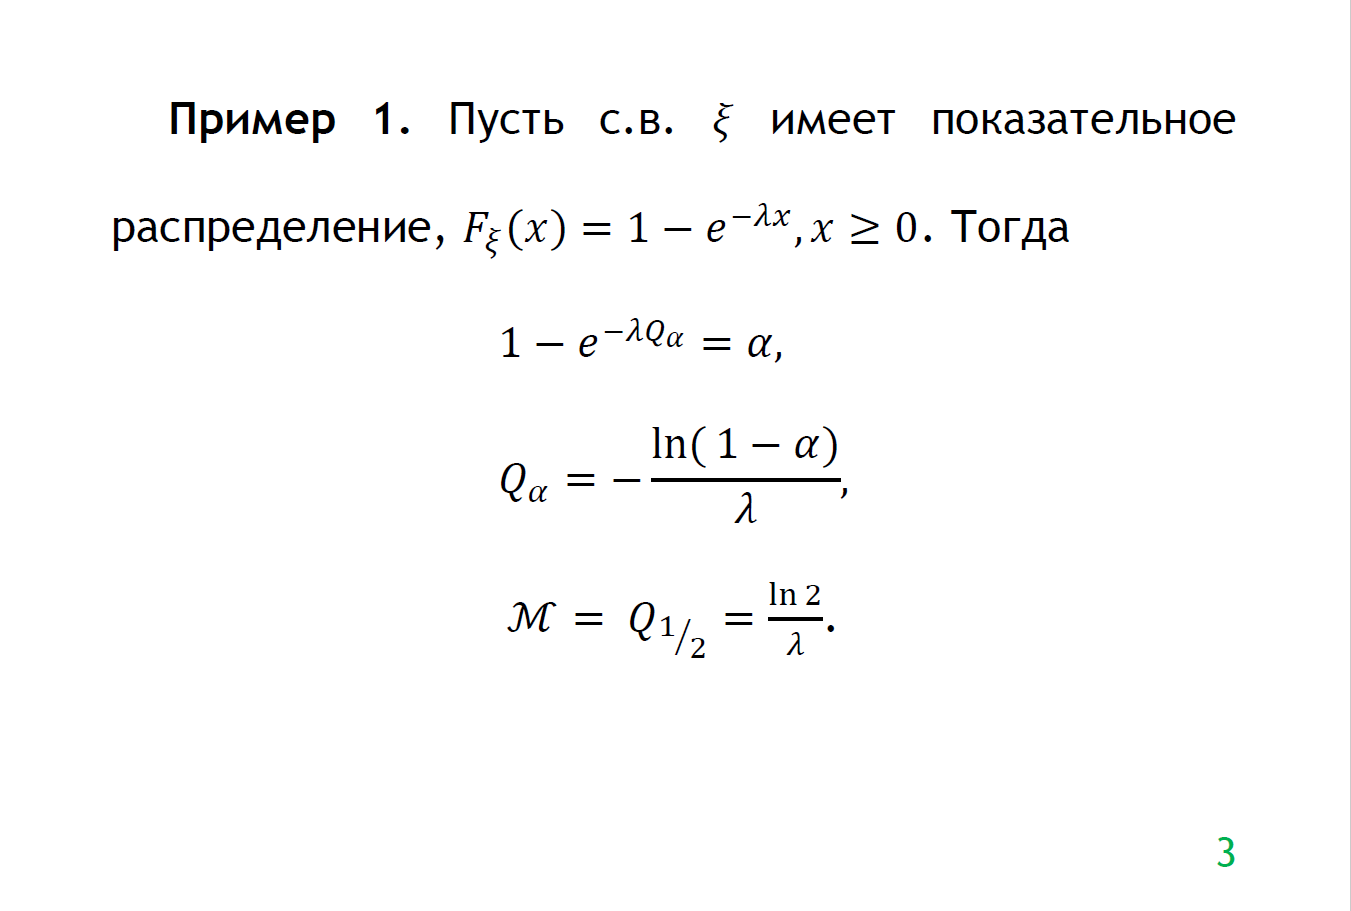 Пример 1. Пусть с.в. ξ имеет показательное
распределение, F_ξ(x) = 1 − e^{−λx}, x ≥ 0. Тогда
1 − e^{−λQ_α} = α,
Q_α = − ln( 1 − α) / λ,
ℳ = Q_{1/2} = ln 2 / λ.
3